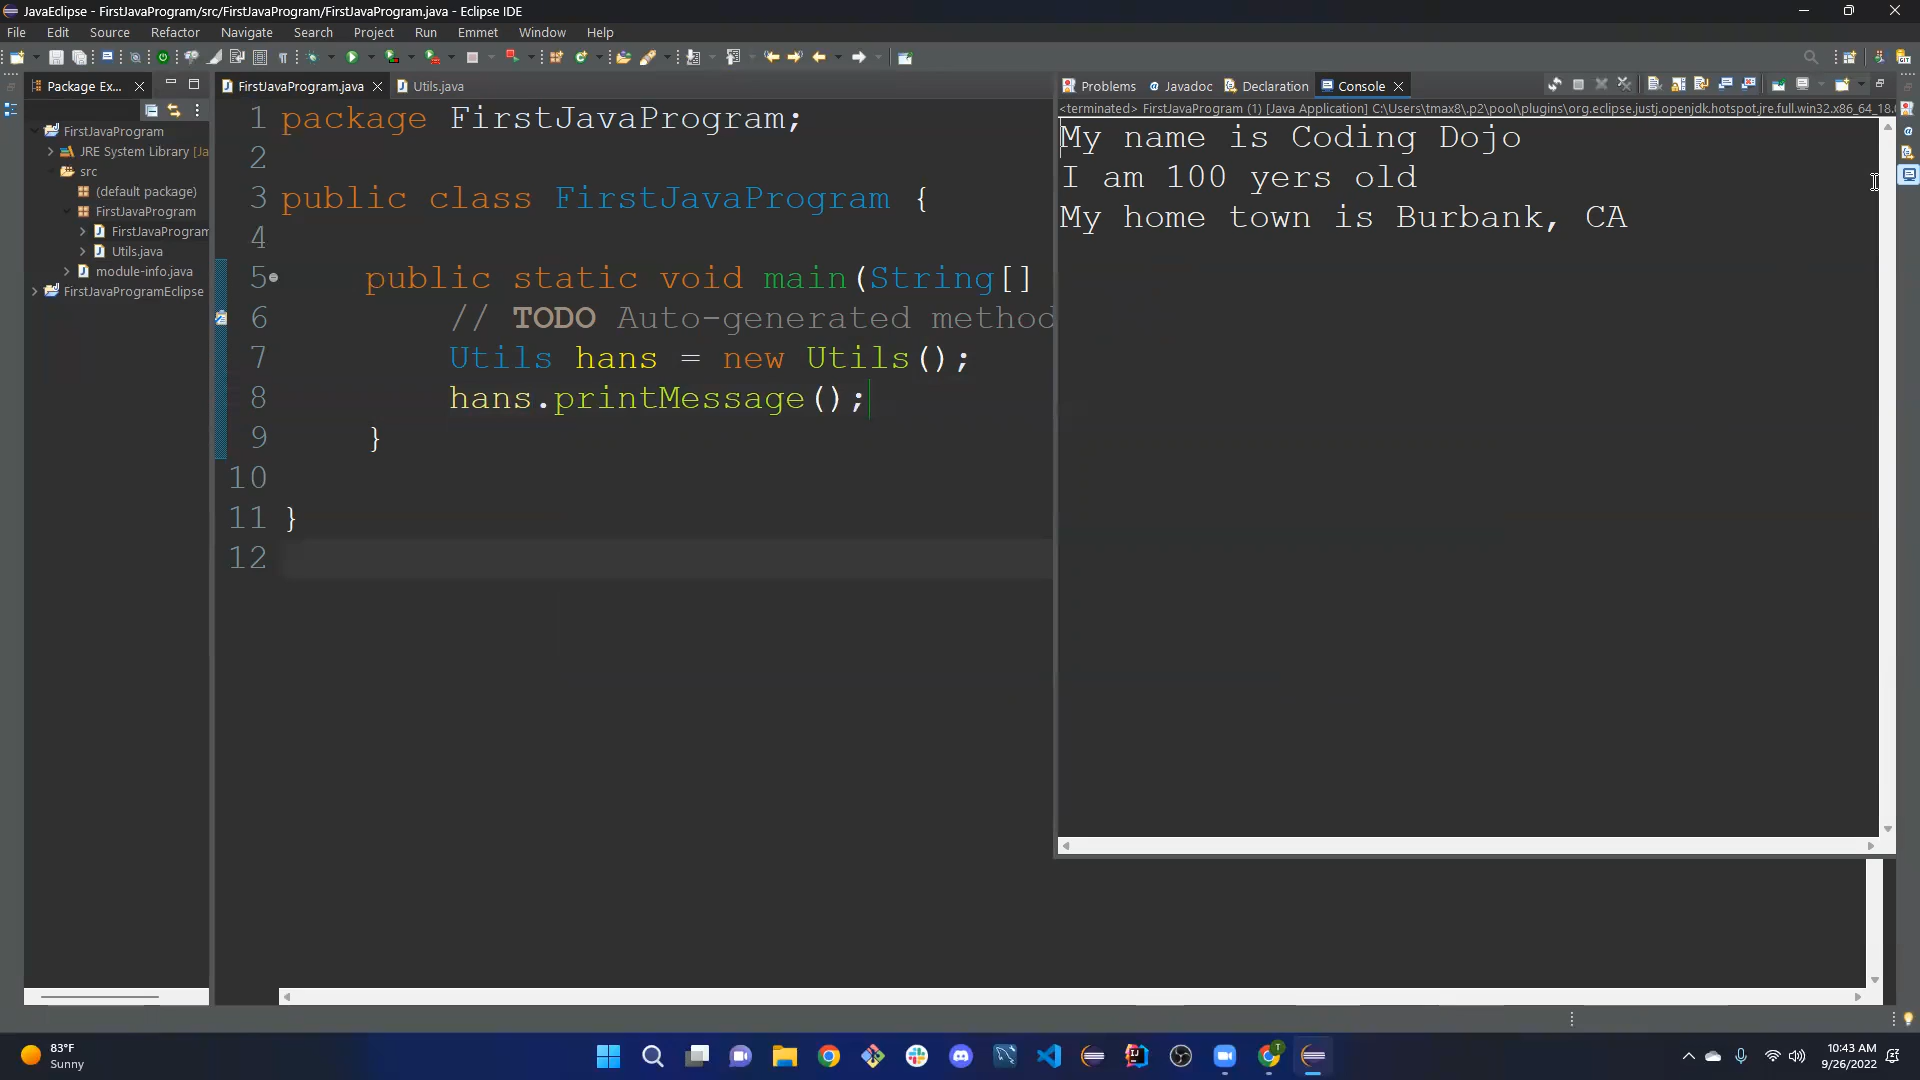 JavaEclipse - FirstJavaProgram/src/FirstJavaProgram/FirstJavaProgram.java - Eclipse IDE
File Edit Source Refactor Navigate Search Project Run Emmet Window Help
Package Ex...
FirstJavaProgram
JRE System Library [Ja
src
(default package)
FirstJavaProgram
FirstJavaProgram
Utils.java
module-info.java
FirstJavaProgramEclipse
FirstJavaProgram.java Utils.java
1 package FirstJavaProgram;
2
3 public class FirstJavaProgram {
4
5 public static void main(String[]
6 // TODO Auto-generated method
7 Utils hans = new Utils();
8 hans.printMessage();
9 }
10
11 }
12
Problems Javadoc Declaration Console
<terminated> FirstJavaProgram (1) [Java Application] C:\Users\tmax8\.p2\pool\plugins\org.eclipse.justj.openjdk.hotspot.jre.full.win32.x86_64_18.0
My name is Coding Dojo
I am 100 yers old
My home town is Burbank, CA
83°F
Sunny
10:43 AM
9/26/2022